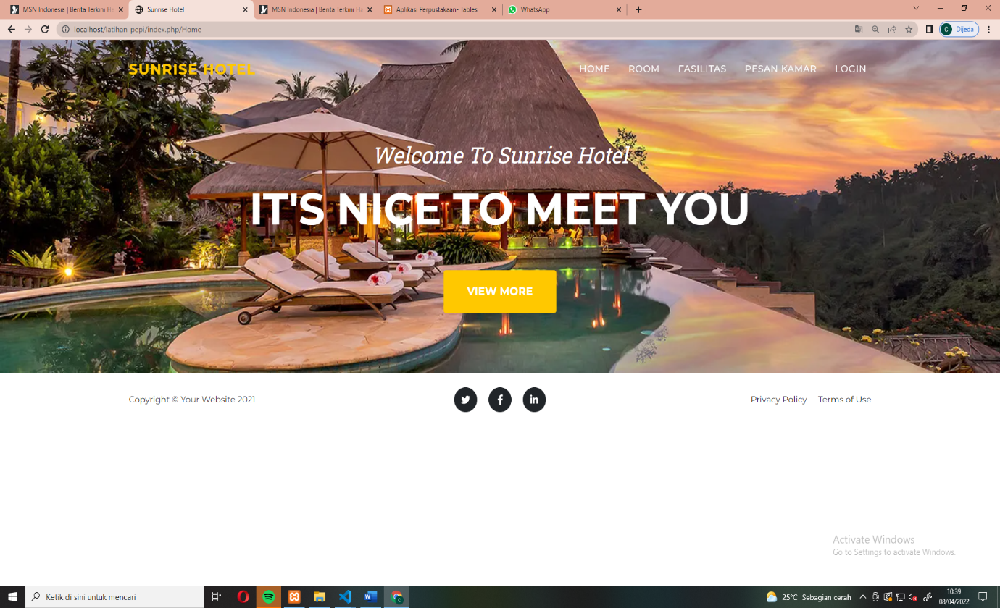 MSN Indonesia | Berita Terkini Ha
Sunrise Hotel
MSN Indonesia | Berita Terkini Ha
Aplikasi Perpustakaan- Tables
WhatsApp
localhost/latihan_pepi/index.php/Home
C Dijeda
SUNRISE HOTEL
HOME ROOM FASILITAS PESAN KAMAR LOGIN
Welcome To Sunrise Hotel
IT'S NICE TO MEET YOU
VIEW MORE
Copyright © Your Website 2021
Privacy Policy Terms of Use
Activate Windows
Go to Settings to activate Windows.
Ketik di sini untuk mencari
25°C Sebagian cerah
10:39
08/04/2022